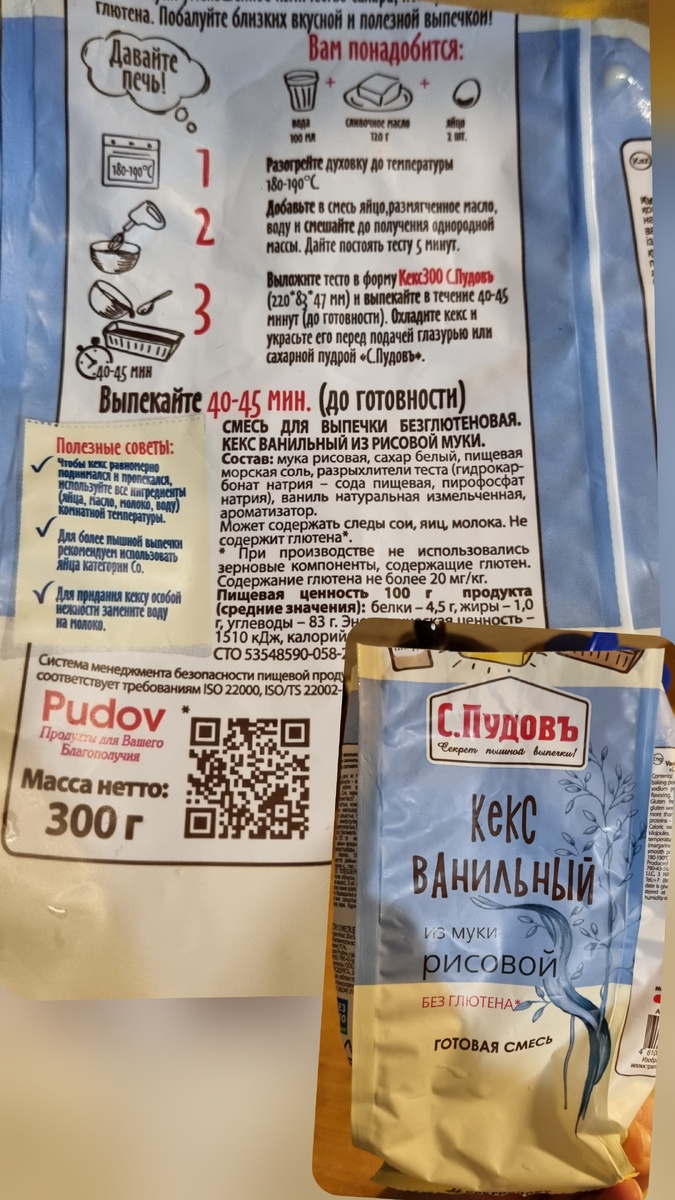 глютена. Побалуйте близких вкусной и полезной выпечкой!
Давайте
печь!
Вам понадобится:
+ +
вода
100 мл
сливочное масло
120 г
яйцо
2 шт.
180-190°C
1
Разогрейте духовку до температуры
180-190°C.
2
Добавьте в смесь яйцо,размягченное масло,
воду и смешайте до получения однородной
массы. Дайте постоять тесту 5 минут.
3
Выложите тесто в форму Кекс300 С.Пудовъ
(220*83*47 мм) и выпекайте в течение 40-45
минут (до готовности). Охладите кекс и
украсьте его перед подачей глазурью или
сахарной пудрой «С.Пудовъ».
40-45 мин
Выпекайте 40-45 мин. (до готовности)
Полезные советы:
Чтобы кекс равномерно
поднимался и пропекался,
используйте все ингредиенты
(яйца, масло, молоко, воду)
комнатной температуры.
Для более пышной выпечки
рекомендуем использовать
яйца категории Со.
Для придания кексу особой
нежности замените воду
на молоко.
СМЕСЬ ДЛЯ ВЫПЕЧКИ БЕЗГЛЮТЕНОВАЯ.
КЕКС ВАНИЛЬНЫЙ ИЗ РИСОВОЙ МУКИ.
Состав: мука рисовая, сахар белый, пищевая
морская соль, разрыхлители теста (гидрокар-
бонат натрия – сода пищевая, пирофосфат
натрия), ваниль натуральная измельченная,
ароматизатор.
Может содержать следы сои, яиц, молока. Не
содержит глютена*.
* При производстве не использовались
зерновые компоненты, содержащие глютен.
Содержание глютена не более 20 мг/кг.
Пищевая ценность 100 г продукта
(средние значения): белки – 4,5 г, жиры – 1,0
г, углеводы – 83 г. ценность –
1510 кДж, калорий
СТО 53548590-058-2
Система менеджмента безопасности пищевой проду
соответствует требованиям ISO 22000, ISO/TS 22002-
Pudov *
Продукты для Вашего
Благополучия
Масса нетто:
300 г
С.Пудовъ
Секрет пышной выпечки!
кекс
ванильный
из муки
рисовой
БЕЗ ГЛЮТЕНА*
ГОТОВАЯ СМЕСЬ